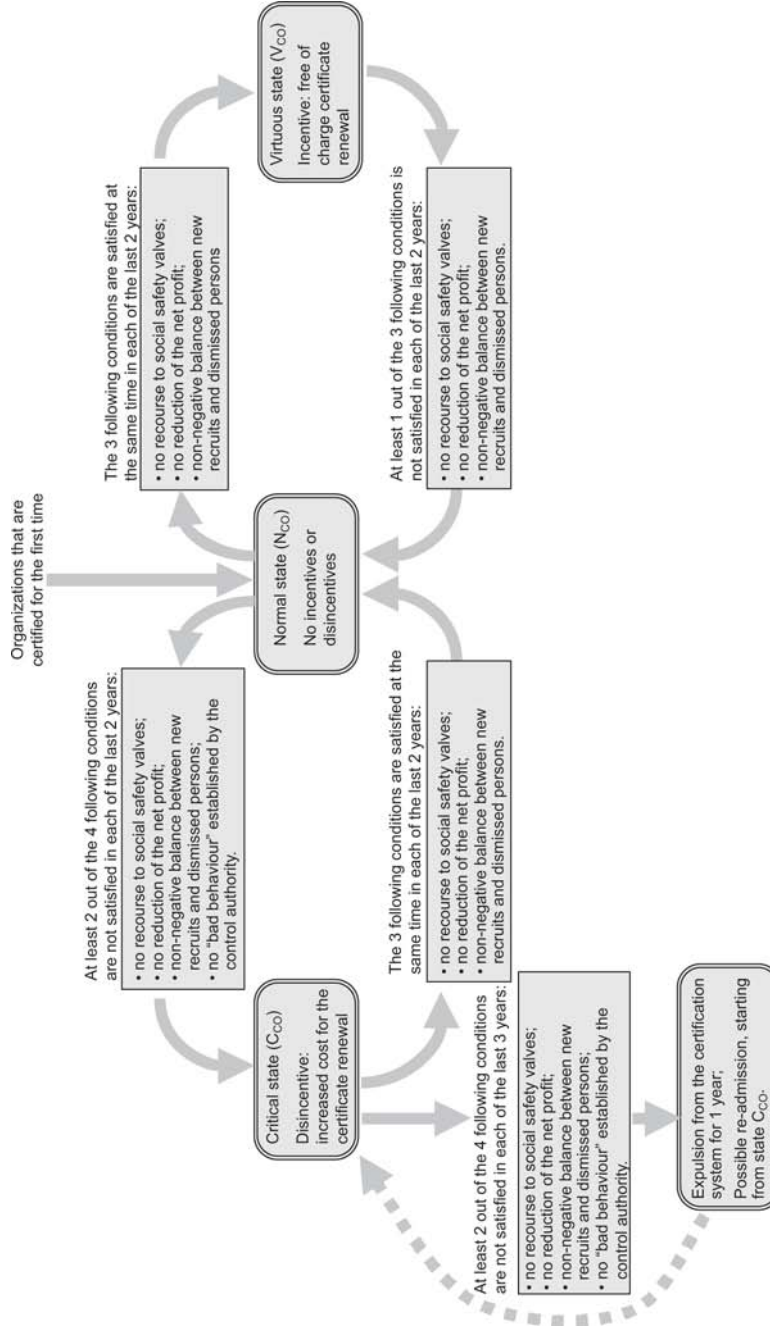 Organizations that are
certified for the first time
At least 2 out of the 4 following conditions
are not satisfied in each of the last 2 years:
• no recourse to social safety valves;
• no reduction of the net profit;
• non-negative balance between new
recruits and dismissed persons;
• no "bad behaviour" established by the
control authority.
The 3 following conditions are satisfied at
the same time in each of the last 2 years:
• no recourse to social safety valves;
• no reduction of the net profit;
• non-negative balance between new
recruits and dismissed persons
Critical state (CCO)
Disincentive:
increased cost for the
certificate renewal
Normal state (NCO)
No incentives or
disincentives
Virtuous state (VCO)
Incentive: free of
charge certificate
renewal
At least 2 out of the 4 following conditions
are not satisfied in each of the last 3 years:
• no recourse to social safety valves;
• no reduction of the net profit;
• non-negative balance between new
recruits and dismissed persons;
• no "bad behaviour" established by the
control authority.
The 3 following conditions are satisfied at the
same time in each of the last 2 years:
• no recourse to social safety valves;
• no reduction of the net profit;
• non-negative balance between new
recruits and dismissed persons.
At least 1 out of the 3 following conditions is
not satisfied in each of the last 2 years:
• no recourse to social safety valves;
• no reduction of the net profit;
• non-negative balance between new
recruits and dismissed persons.
Expulsion from the certification
system for 1 year;
Possible re-admission, starting
from state CCO.